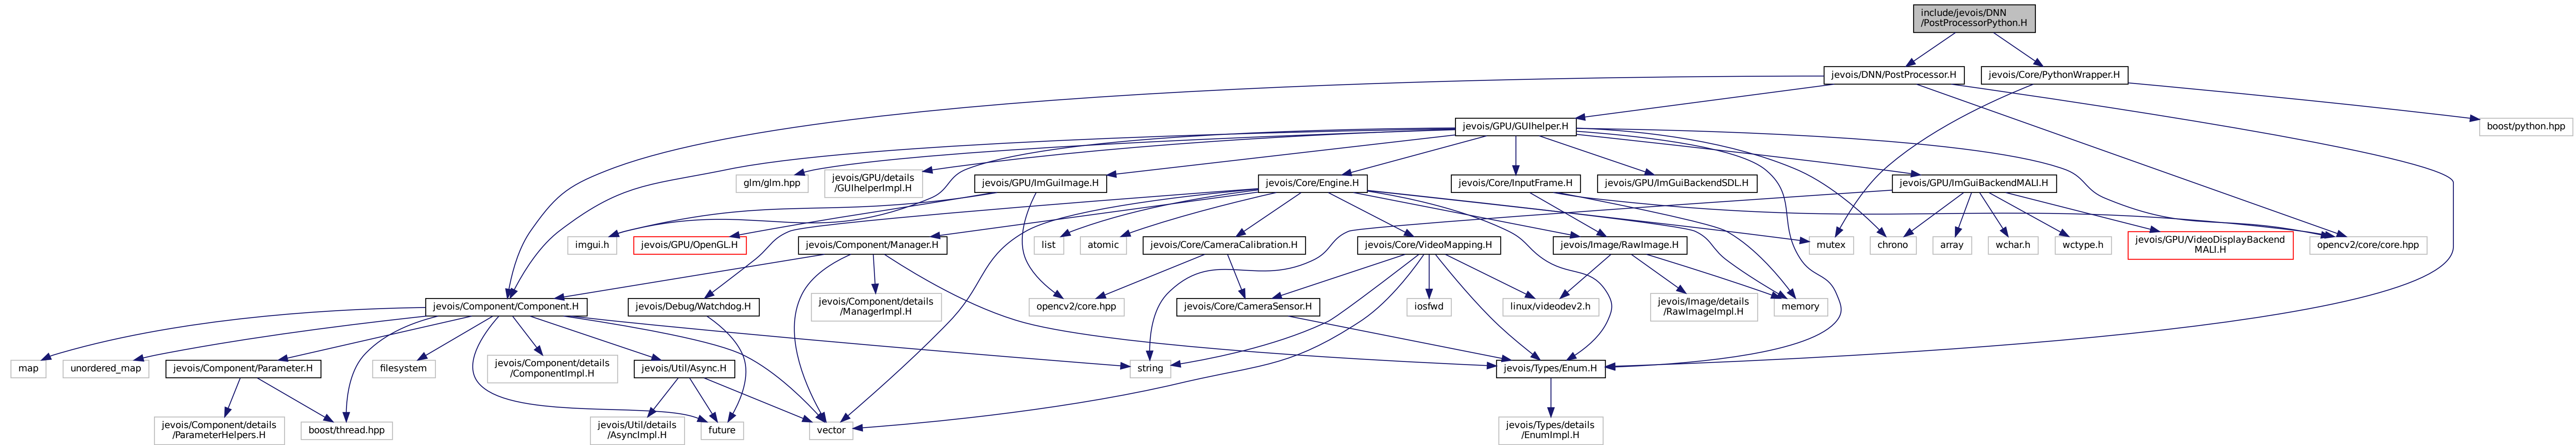 include/jevois/DNN
/PostProcessorPython.H
jevois/DNN/PostProcessor.H
jevois/Core/PythonWrapper.H
jevois/GPU/GUIhelper.H
boost/python.hpp
glm/glm.hpp
jevois/GPU/details
/GUIhelperImpl.H
jevois/GPU/ImGuiImage.H
jevois/Core/Engine.H
jevois/Core/InputFrame.H
jevois/GPU/ImGuiBackendSDL.H
jevois/GPU/ImGuiBackendMALI.H
imgui.h
jevois/GPU/OpenGL.H
jevois/Component/Manager.H
list
atomic
jevois/Core/CameraCalibration.H
jevois/Core/VideoMapping.H
jevois/Image/RawImage.H
mutex
chrono
array
wchar.h
wctype.h
jevois/GPU/VideoDisplayBackend
MALI.H
opencv2/core/core.hpp
jevois/Component/Component.H
jevois/Debug/Watchdog.H
jevois/Component/details
/ManagerImpl.H
opencv2/core.hpp
jevois/Core/CameraSensor.H
iosfwd
linux/videodev2.h
jevois/Image/details
/RawImageImpl.H
memory
map
unordered_map
jevois/Component/Parameter.H
filesystem
jevois/Component/details
/ComponentImpl.H
jevois/Util/Async.H
string
jevois/Types/Enum.H
jevois/Component/details
/ParameterHelpers.H
boost/thread.hpp
jevois/Util/details
/AsyncImpl.H
future
vector
jevois/Types/details
/EnumImpl.H